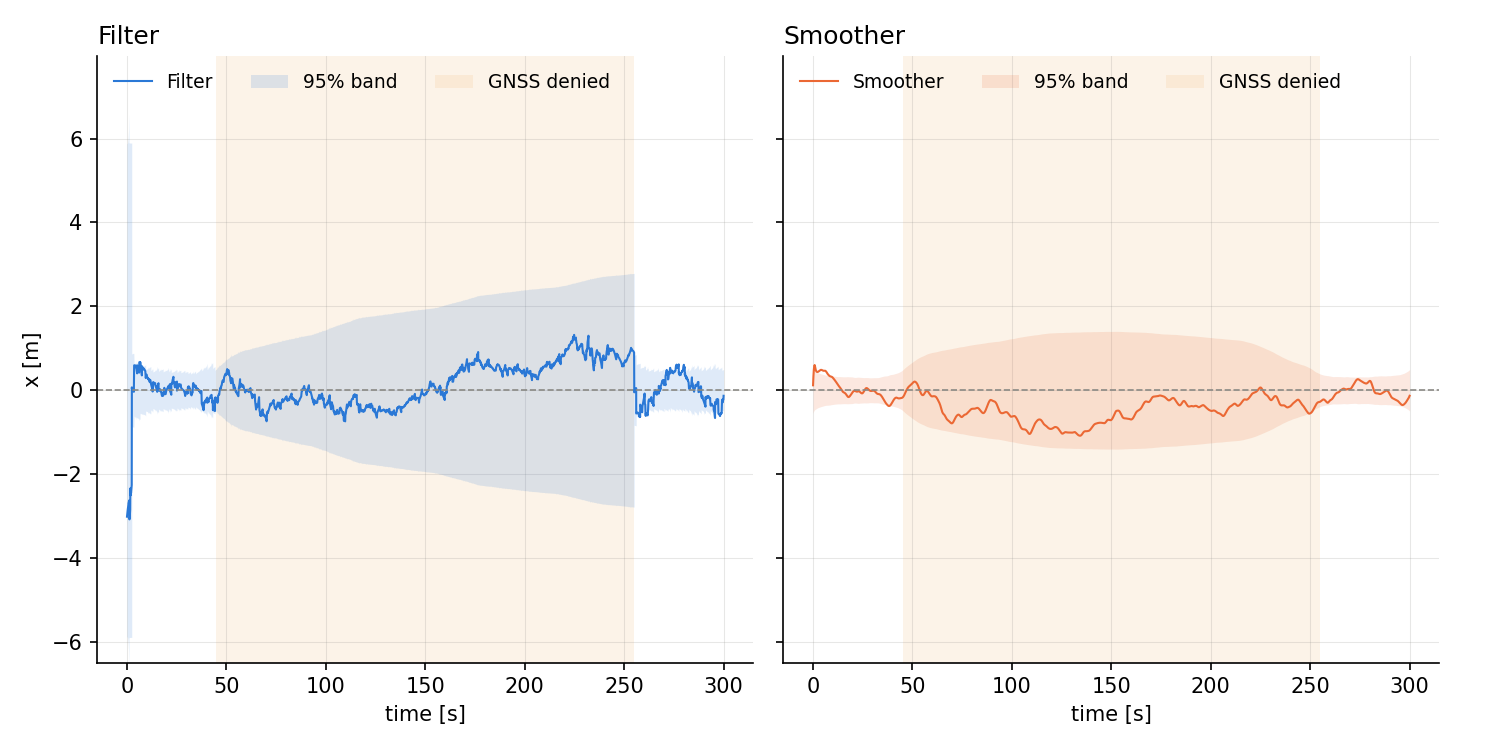 Filter
Filter 95% band GNSS denied
6
4
2
0
−2
−4
−6
x [m]
0 50 100 150 200 250 300
time [s]
Smoother
Smoother 95% band GNSS denied
0 50 100 150 200 250 300
time [s]